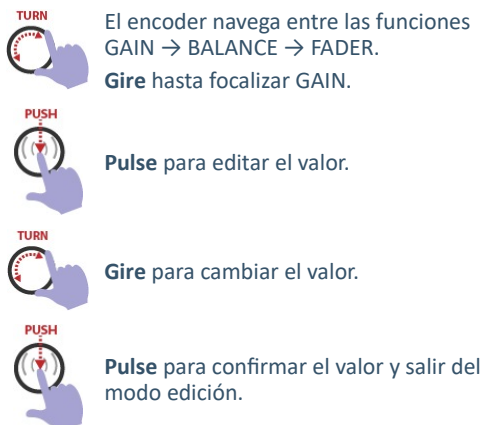 TURN
El encoder navega entre las funciones
GAIN → BALANCE → FADER.
Gire hasta focalizar GAIN.
PUSH
Pulse para editar el valor.
TURN
Gire para cambiar el valor.
PUSH
Pulse para confirmar el valor y salir del
modo edición.